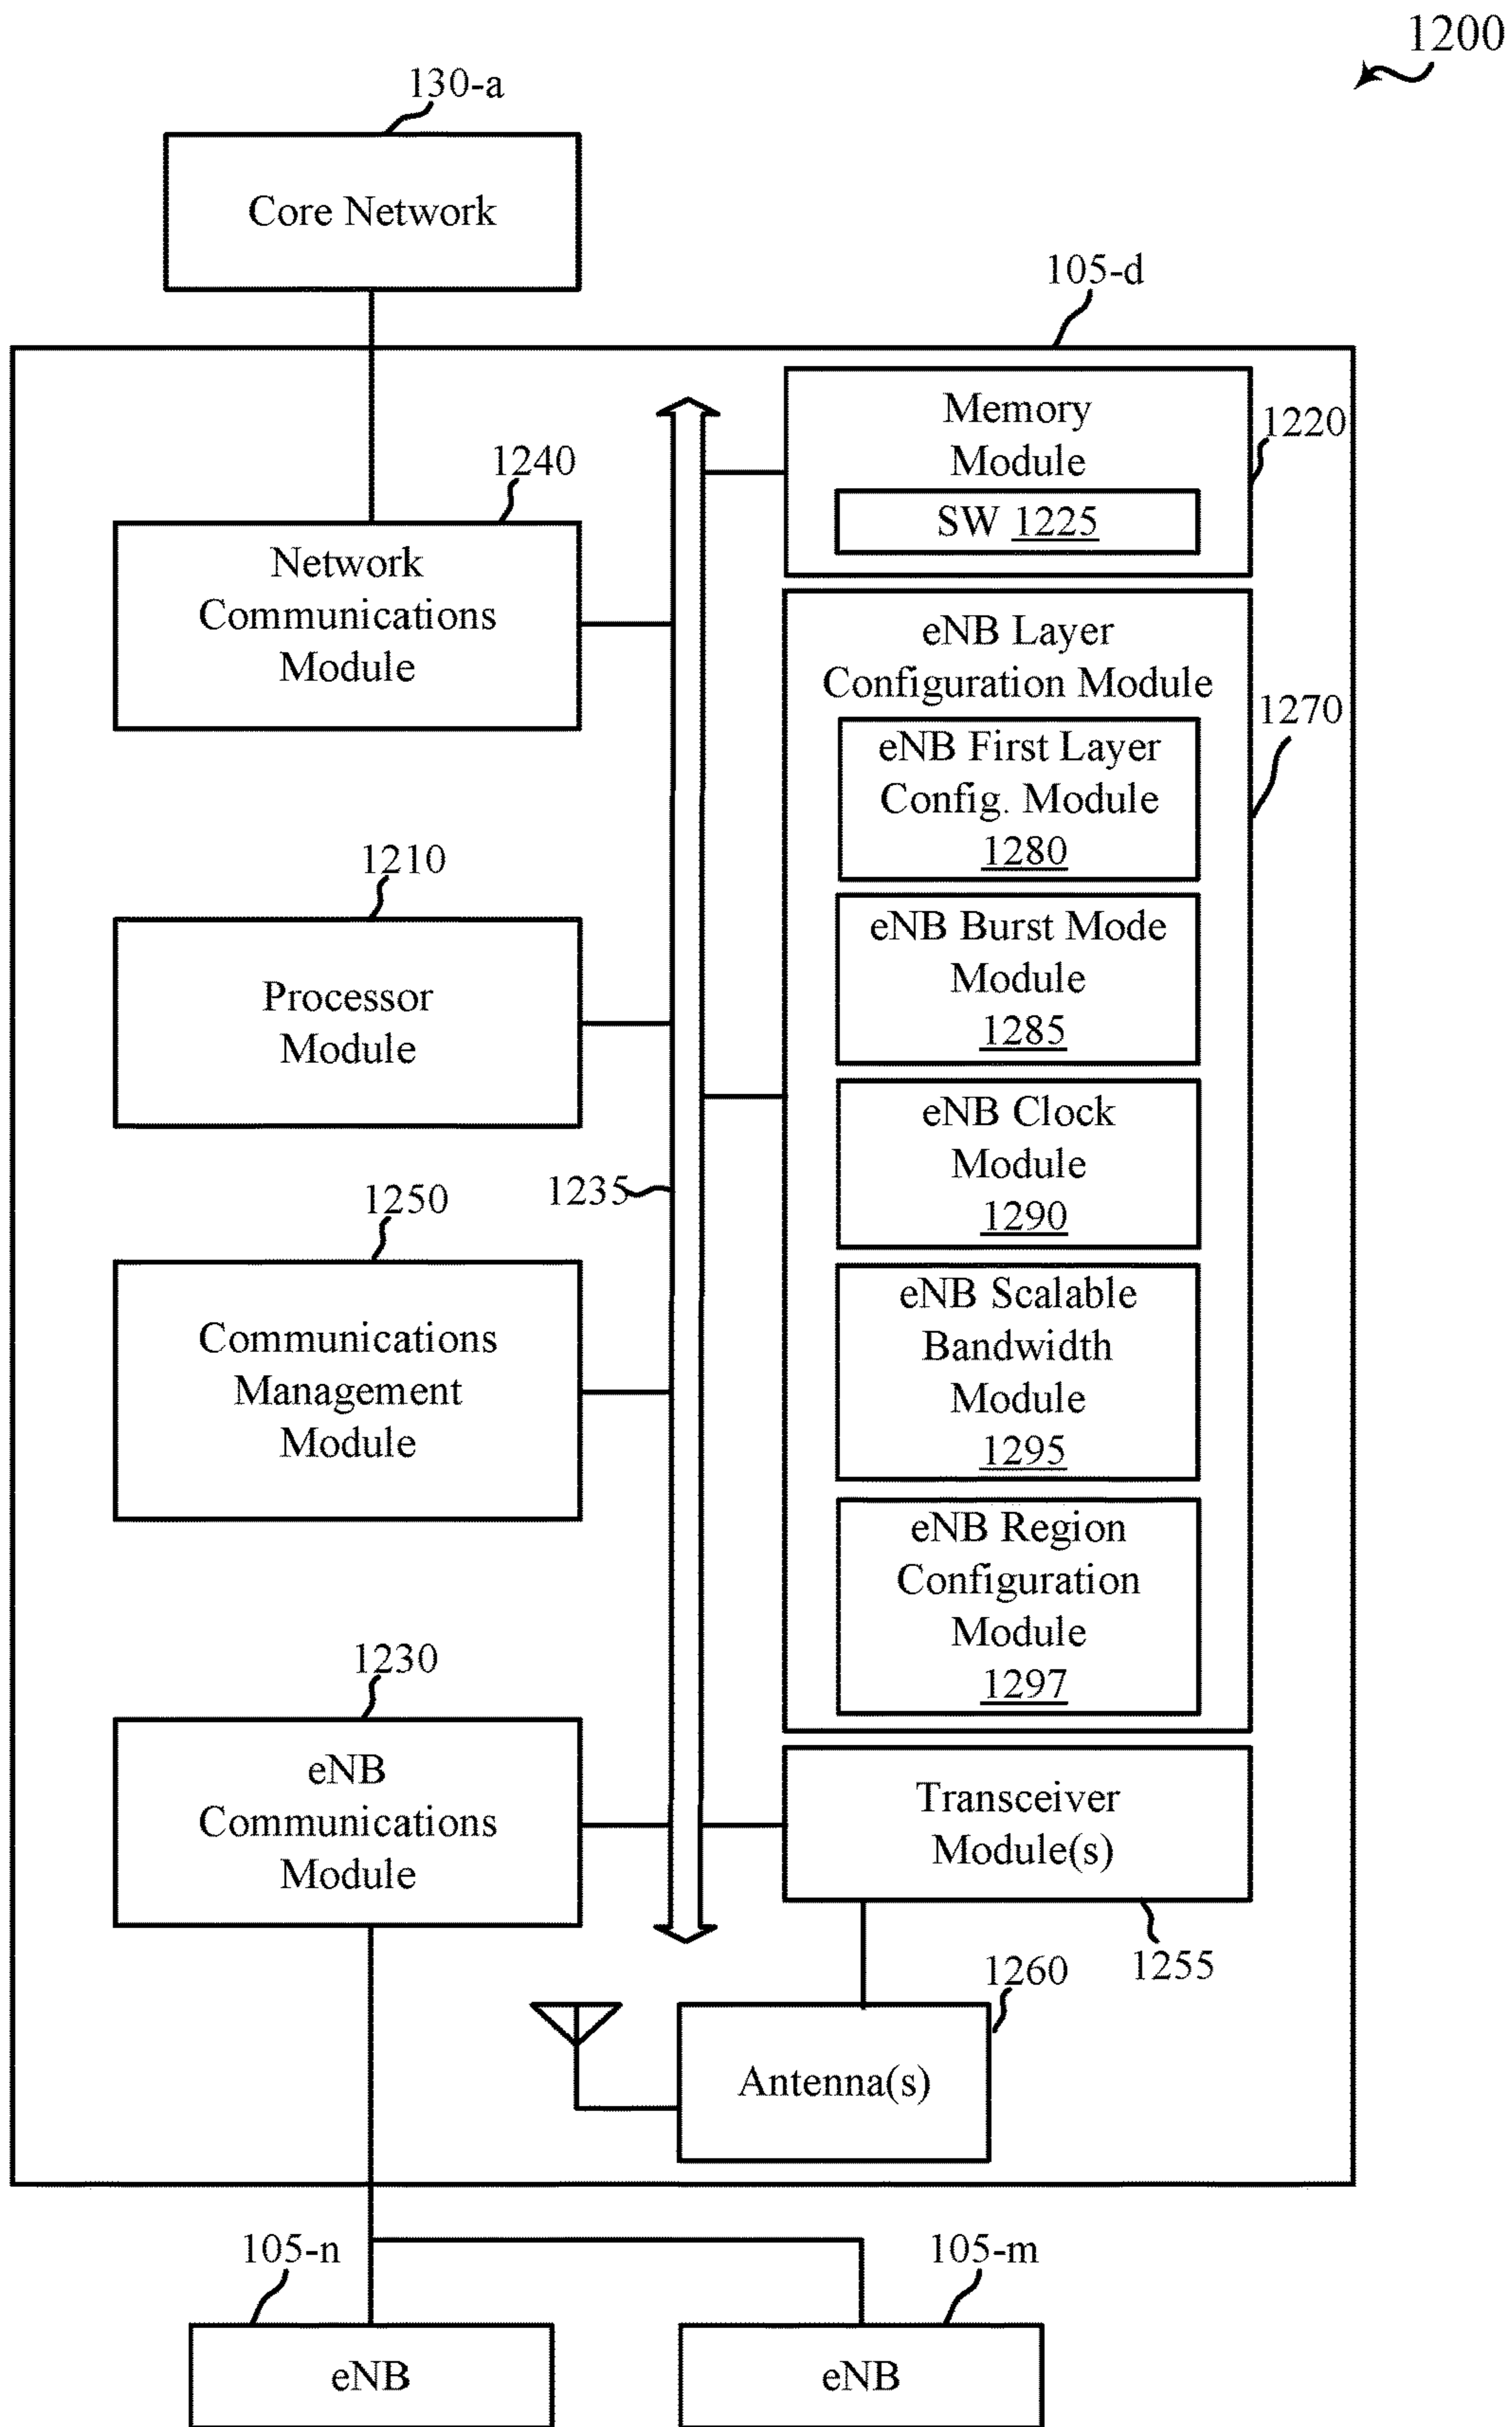 1200
130-a
Core Network
105-d
Memory
Module
SW 1225
1220
1240
Network
Communications
Module
eNB Layer
Configuration Module
1270
eNB First Layer
Config. Module
1280
1210
Processor
Module
eNB Burst Mode
Module
1285
eNB Clock
Module
1290
1235
1250
Communications
Management
Module
eNB Scalable
Bandwidth
Module
1295
eNB Region
Configuration
Module
1297
1230
eNB
Communications
Module
Transceiver
Module(s)
1255
1260
Antenna(s)
105-n
105-m
eNB
eNB